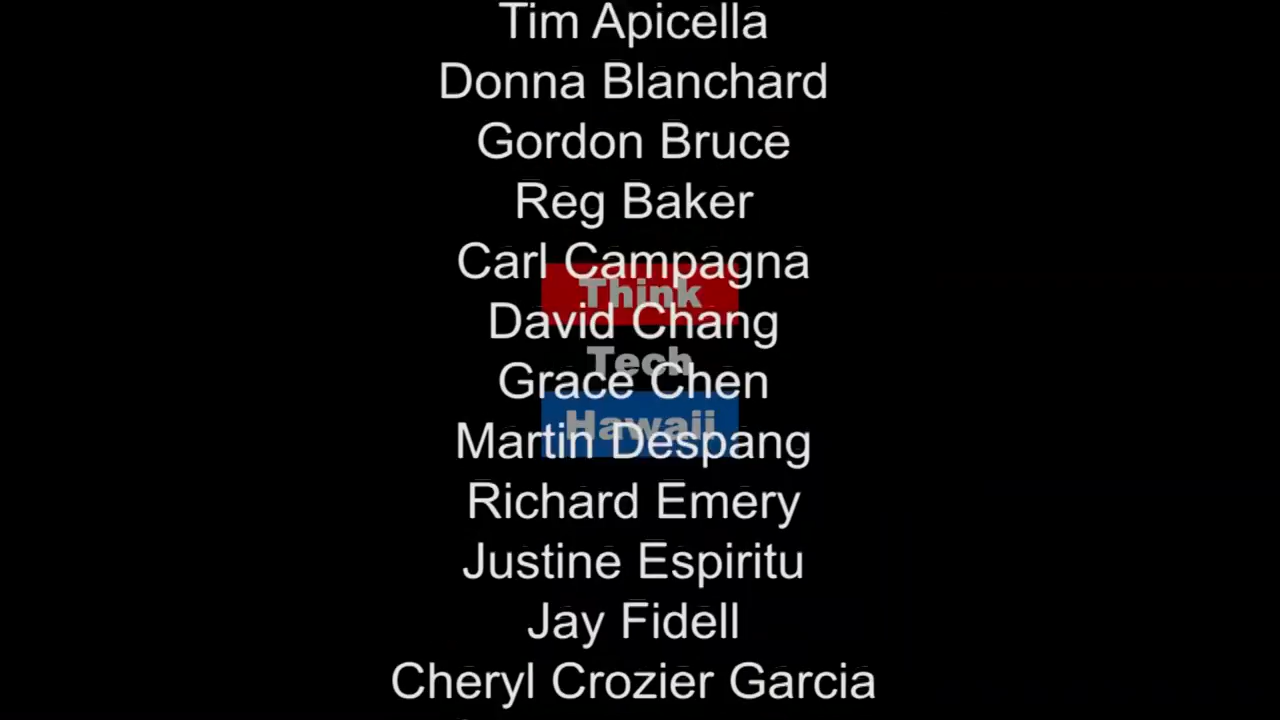 Tim Apicella
Donna Blanchard
Gordon Bruce
Reg Baker
Carl Campagna
Think
David Chang
Tech
Grace Chen
Hawaii
Martin Despang
Richard Emery
Justine Espiritu
Jay Fidell
Cheryl Crozier Garcia